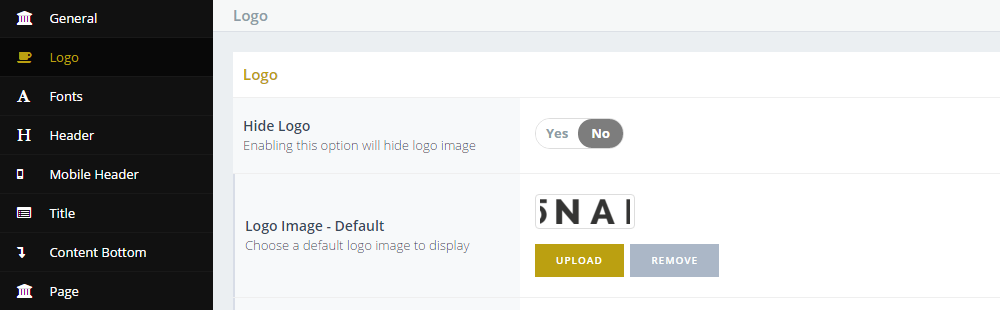 General
Logo
Fonts
Header
Mobile Header
Title
Content Bottom
Page
Logo
Logo
Hide Logo
Enabling this option will hide logo image
Yes No
Logo Image - Default
Choose a default logo image to display
NA
UPLOAD REMOVE